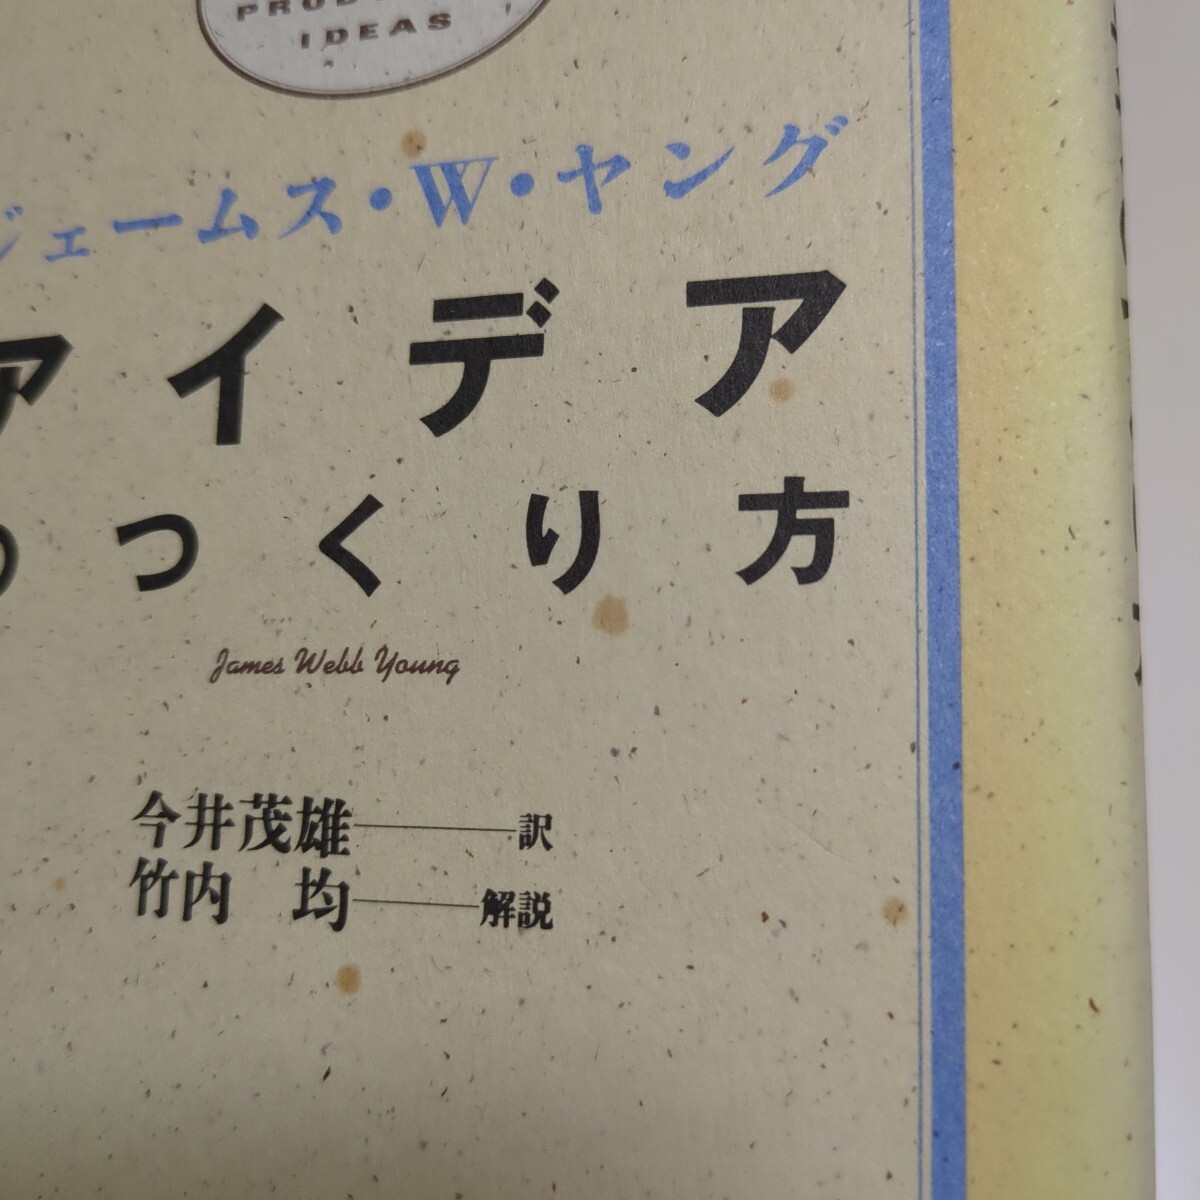 IDEAS
ジェームス・W・ヤング
アイデア
のつくり方
James Webb Young
今井茂雄 訳
竹内 均 解説